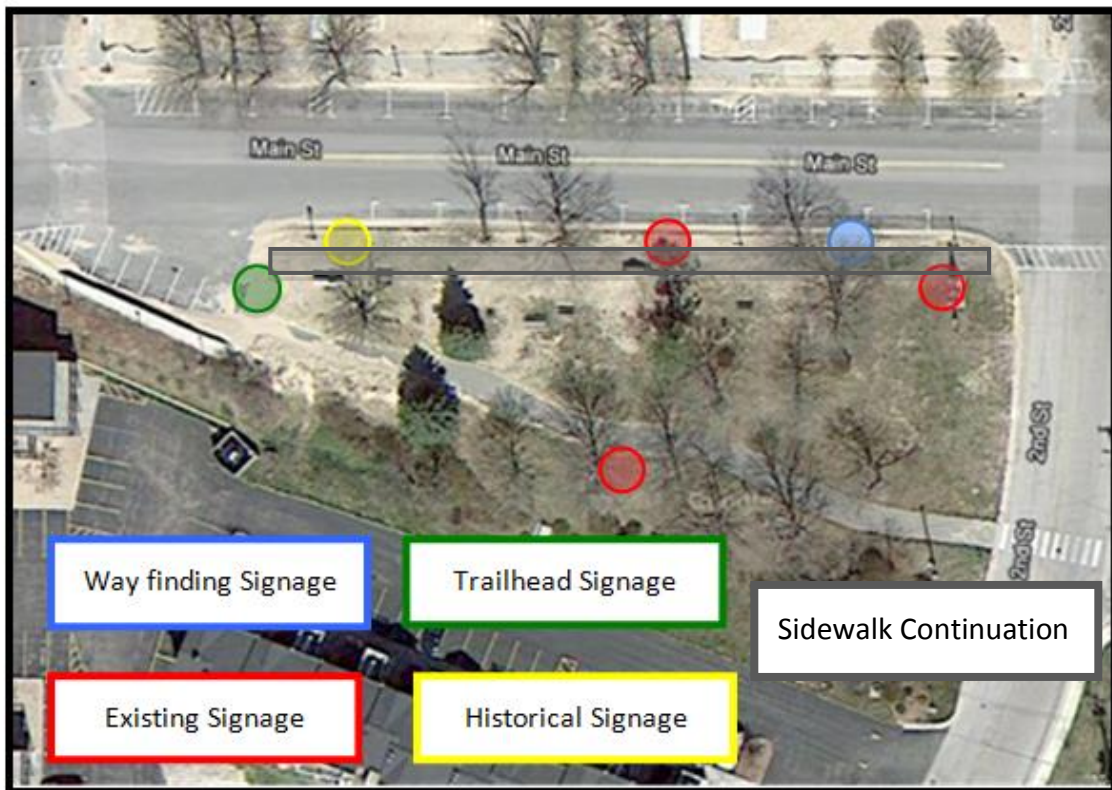 Main St
Main St
Main St
2nd St
2nd St
Way finding Signage
Trailhead Signage
Sidewalk Continuation
Existing Signage
Historical Signage